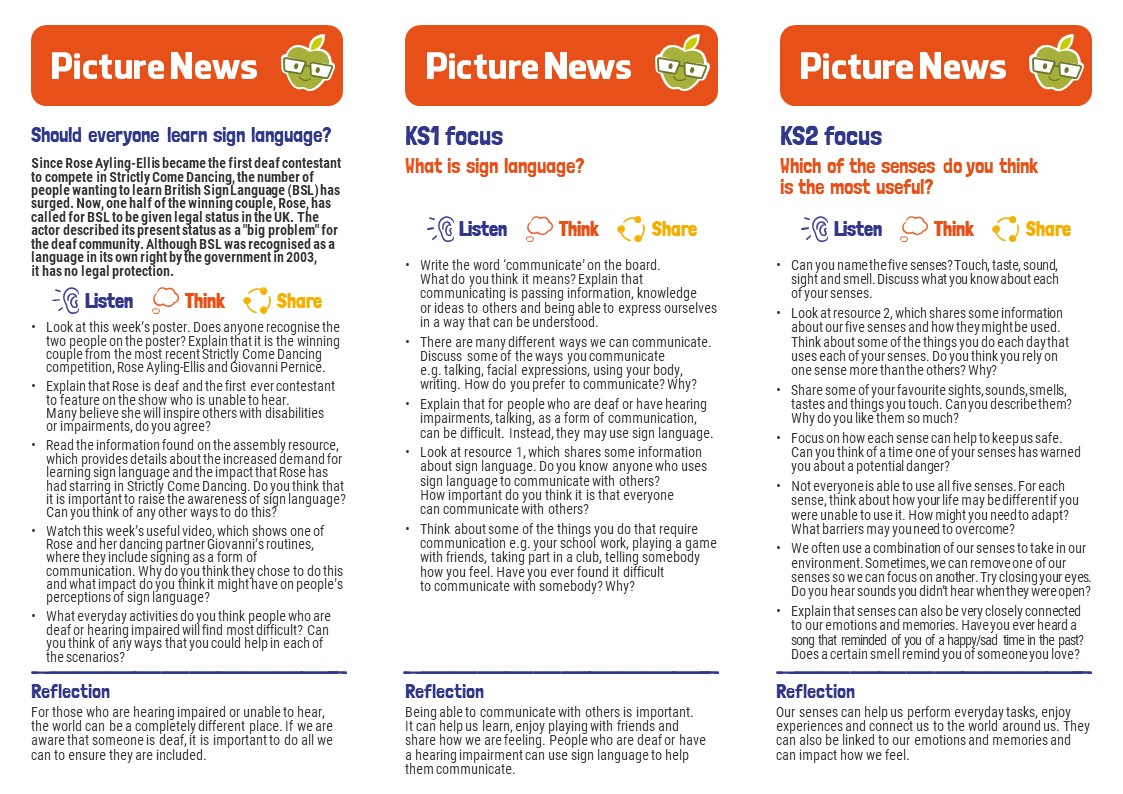 Picture News
Should everyone learn sign language?
Since Rose Ayling-Ellis became the first deaf contestant
to compete in Strictly Come Dancing, the number of
people wanting to learn British Sign Language (BSL) has
surged. Now, one half of the winning couple, Rose, has
called for BSL to be given legal status in the UK. The
actor described its present status as a "big problem" for
the deaf community. Although BSL was recognised as a
language in its own right by the government in 2003,
it has no legal protection.
Listen Think Share
• Look at this week's poster. Does anyone recognise the
two people on the poster? Explain that it is the winning
couple from the most recent Strictly Come Dancing
competition, Rose Ayling-Ellis and Giovanni Pernice.
• Explain that Rose is deaf and the first ever contestant
to feature on the show who is unable to hear.
Many believe she will inspire others with disabilities
or impairments, do you agree?
• Read the information found on the assembly resource,
which provides details about the increased demand for
learning sign language and the impact that Rose has
had starring in Strictly Come Dancing. Do you think that
it is important to raise the awareness of sign language?
Can you think of any other ways to do this?
• Watch this week's useful video, which shows one of
Rose and her dancing partner Giovanni's routines,
where they include signing as a form of
communication. Why do you think they chose to do this
and what impact do you think it might have on people's
perceptions of sign language?
• What everyday activities do you think people who are
deaf or hearing impaired will find most difficult? Can
you think of any ways that you could help in each of
the scenarios?
Reflection
For those who are hearing impaired or unable to hear,
the world can be a completely different place. If we are
aware that someone is deaf, it is important to do all we
can to ensure they are included.
Picture News
KS1 focus
What is sign language?
Listen Think Share
• Write the word ‘communicate’ on the board.
What do you think it means? Explain that
communicating is passing information, knowledge
or ideas to others and being able to express ourselves
in a way that can be understood.
• There are many different ways we can communicate.
Discuss some of the ways you communicate
e.g. talking, facial expressions, using your body,
writing. How do you prefer to communicate? Why?
• Explain that for people who are deaf or have hearing
impairments, talking, as a form of communication,
can be difficult. Instead, they may use sign language.
• Look at resource 1, which shares some information
about sign language. Do you know anyone who uses
sign language to communicate with others?
How important do you think it is that everyone
can communicate with others?
• Think about some of the things you do that require
communication e.g. your school work, playing a game
with friends, taking part in a club, telling somebody
how you feel. Have you ever found it difficult
to communicate with somebody? Why?
Reflection
Being able to communicate with others is important.
It can help us learn, enjoy playing with friends and
share how we are feeling. People who are deaf or have
a hearing impairment can use sign language to help
them communicate.
Picture News
KS2 focus
Which of the senses do you think
is the most useful?
Listen Think Share
• Can you name the five senses? Touch, taste, sound,
sight and smell. Discuss what you know about each
of your senses.
• Look at resource 2, which shares some information
about our five senses and how they might be used.
Think about some of the things you do each day that
uses each of your senses. Do you think you rely on
one sense more than the others? Why?
• Share some of your favourite sights, sounds, smells,
tastes and things you touch. Can you describe them?
Why do you like them so much?
• Focus on how each sense can help to keep us safe.
Can you think of a time one of your senses has warned
you about a potential danger?
• Not everyone is able to use all five senses. For each
sense, think about how your life may be different if you
were unable to use it. How might you need to adapt?
What barriers may you need to overcome?
• We often use a combination of our senses to take in our
environment. Sometimes, we can remove one of our
senses so we can focus on another. Try closing your eyes.
Do you hear sounds you didn't hear when they were open?
• Explain that senses can also be very closely connected
to our emotions and memories. Have you ever heard a
song that reminded of you of a happy/sad time in the past?
Does a certain smell remind you of someone you love?
Reflection
Our senses can help us perform everyday tasks, enjoy
experiences and connect us to the world around us. They
can also be linked to our emotions and memories and
can impact how we feel.